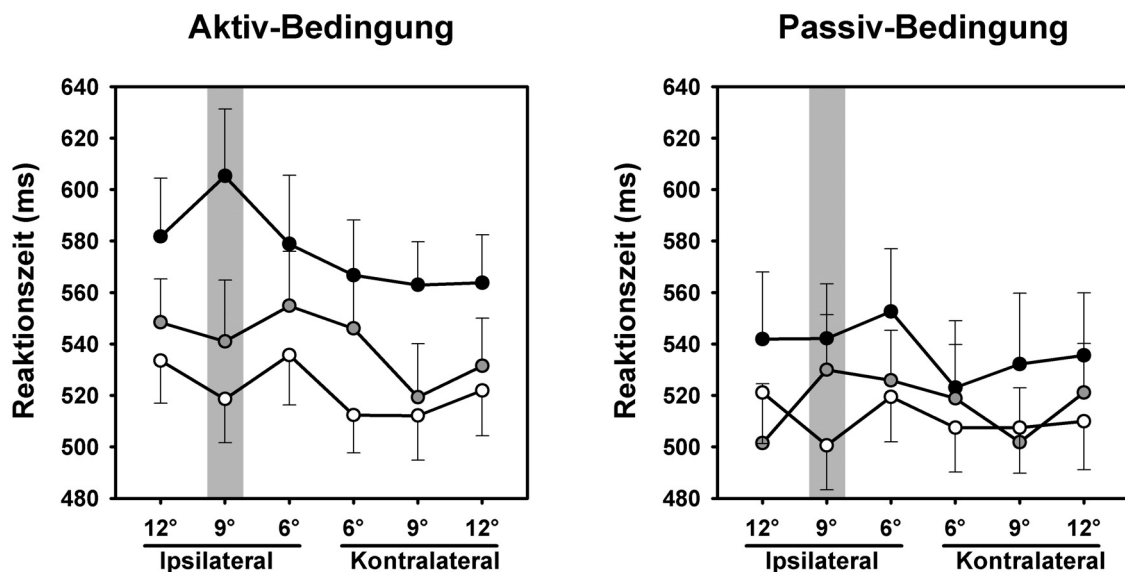 Aktiv-Bedingung
Reaktionszeit (ms)
640
620
600
580
560
540
520
500
480
12° 9° 6° 6° 9° 12°
Ipsilateral Kontralateral
Passiv-Bedingung
Reaktionszeit (ms)
640
620
600
580
560
540
520
500
480
12° 9° 6° 6° 9° 12°
Ipsilateral Kontralateral